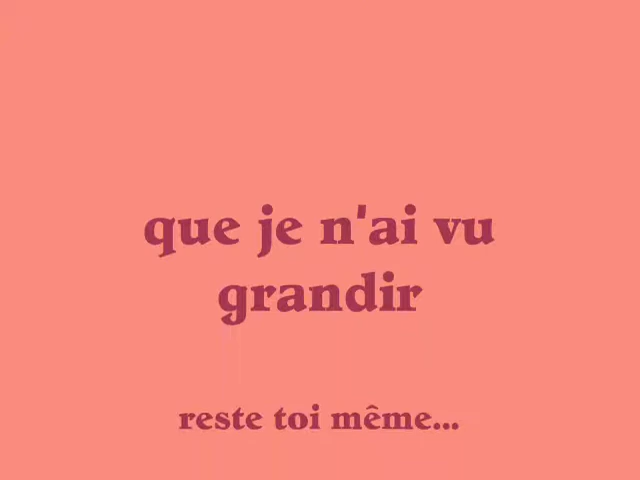 que je n'ai vu
grandir
reste toi même...